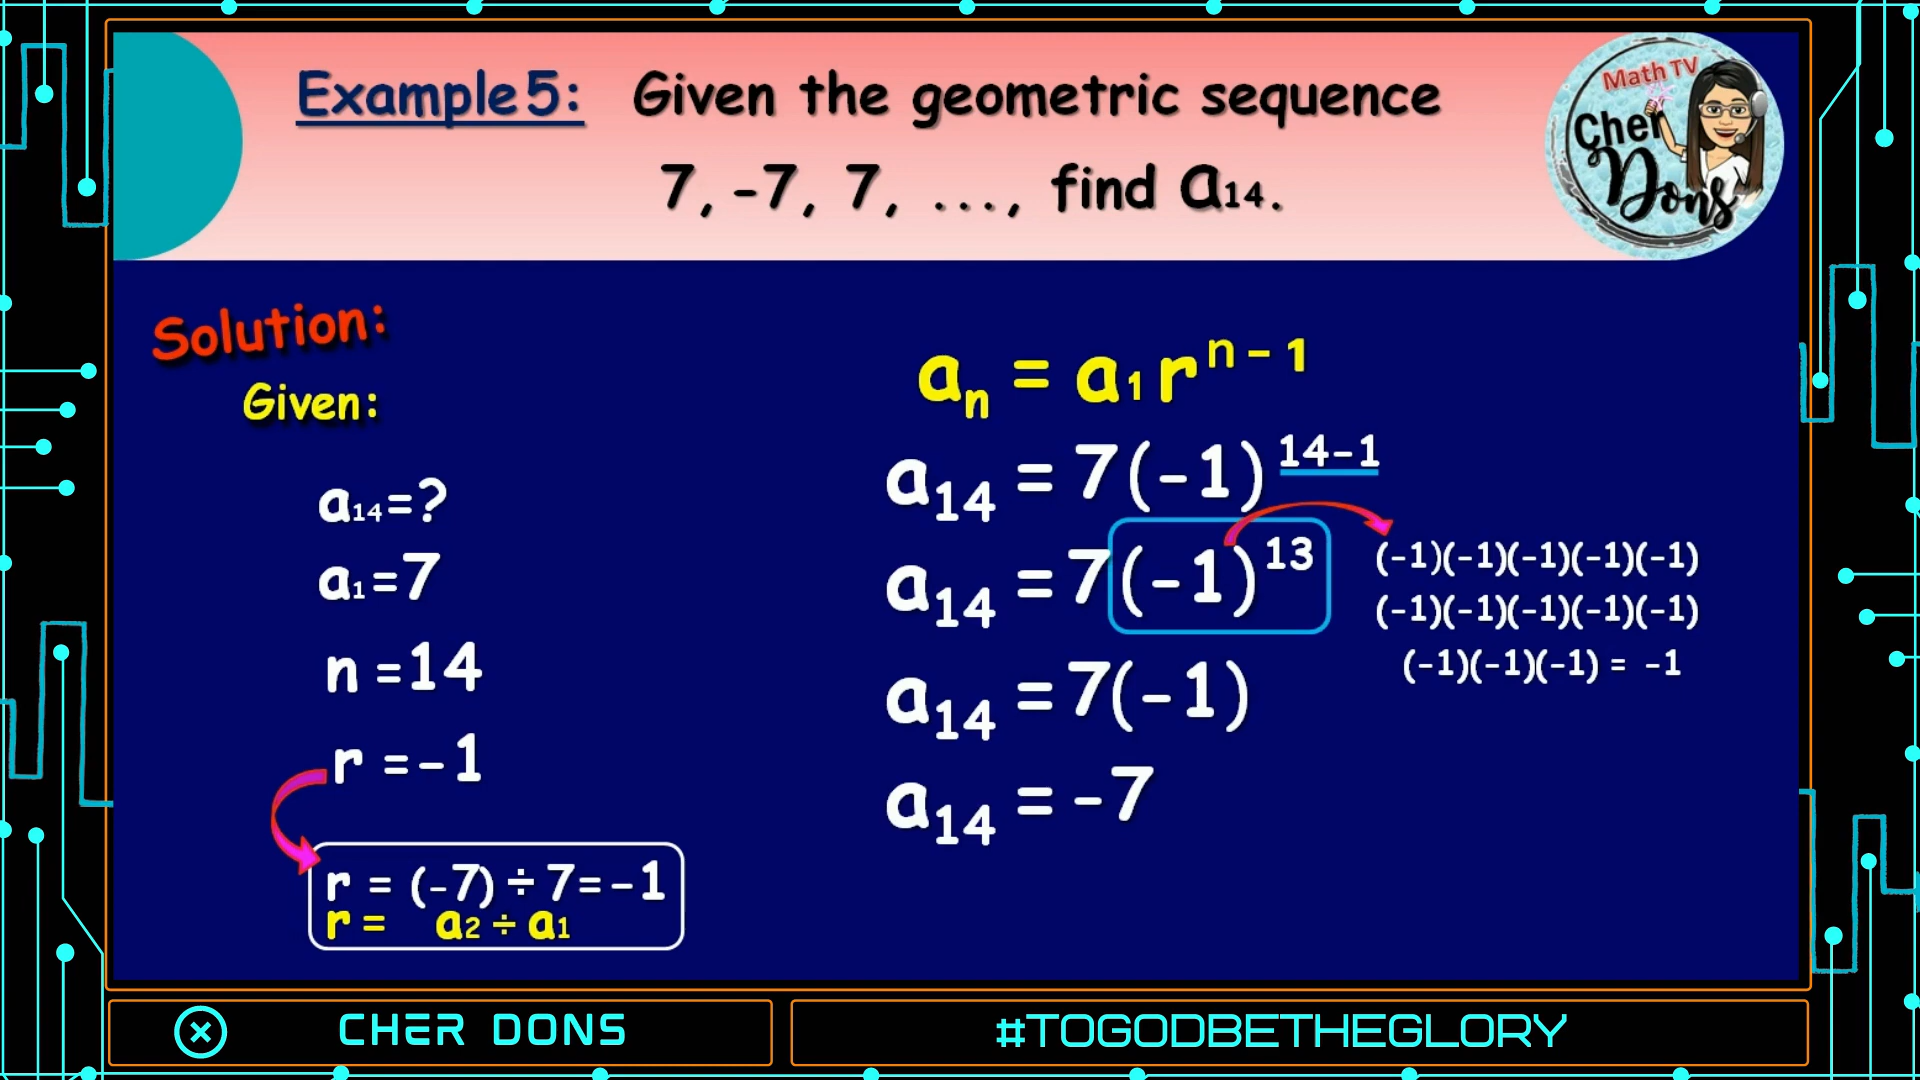 Example 5: Given the geometric sequence
7, -7, 7, ..., find a₁₄.
Math TV
Cher
Dons
Solution:
Given:
a₁₄=?
a₁=7
n =14
r =-1
r = (-7) ÷ 7=-1
r = a₂ ÷ a₁
aₙ = a₁ rⁿ⁻¹
a₁₄ = 7(-1)¹⁴⁻¹
a₁₄ = 7(-1)¹³
(-1)(-1)(-1)(-1)(-1)
(-1)(-1)(-1)(-1)(-1)
(-1)(-1)(-1) = -1
a₁₄ = 7(-1)
a₁₄ = -7
CHER DONS
#TOGODBETHEGLORY